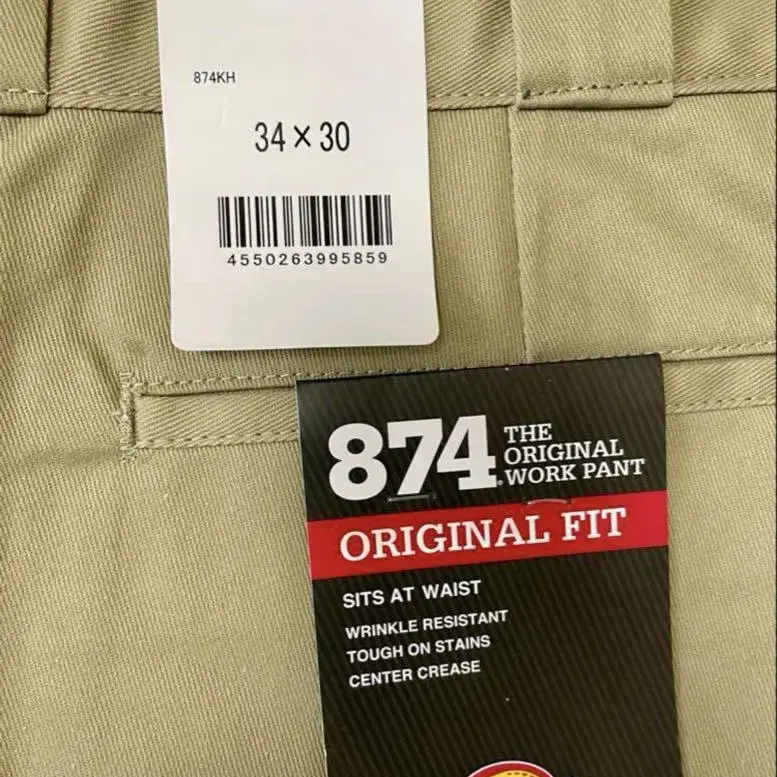 874KH
34×30
4550263995859
874 THE
ORIGINAL
WORK PANT
ORIGINAL FIT
SITS AT WAIST
WRINKLE RESISTANT
TOUGH ON STAINS
CENTER CREASE